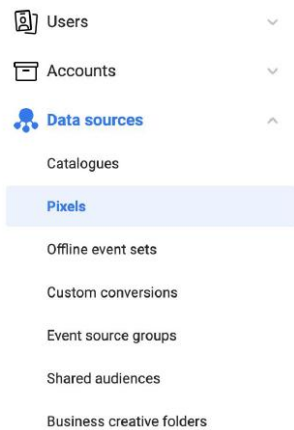 Users
Accounts
Data sources
Catalogues
Pixels
Offline event sets
Custom conversions
Event source groups
Shared audiences
Business creative folders